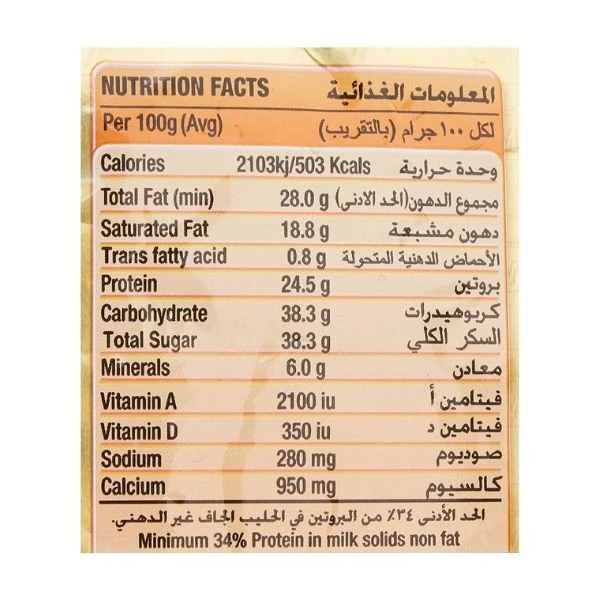 NUTRITION FACTS المعلومات الغذائية
Per 100g (Avg) لكل ١٠٠ جرام (بالتقريب)
Calories 2103kj/503 Kcals وحدة حرارية
Total Fat (min) 28.0 g مجموع الدهون(الحد الادنى)
Saturated Fat 18.8 g دهون مشبعة
Trans fatty acid 0.8 g الأحماض الدهنية المتحولة
Protein 24.5 g بروتين
Carbohydrate 38.3 g كربوهيدرات
Total Sugar 38.3 g السكر الكلي
Minerals 6.0 g معادن
Vitamin A 2100 iu فيتامين أ
Vitamin D 350 iu فيتامين د
Sodium 280 mg صوديوم
Calcium 950 mg كالسيوم
الحد الأدنى ٣٤٪ من البروتين في الحليب الجاف غير الدهني.
Minimum 34% Protein in milk solids non fat